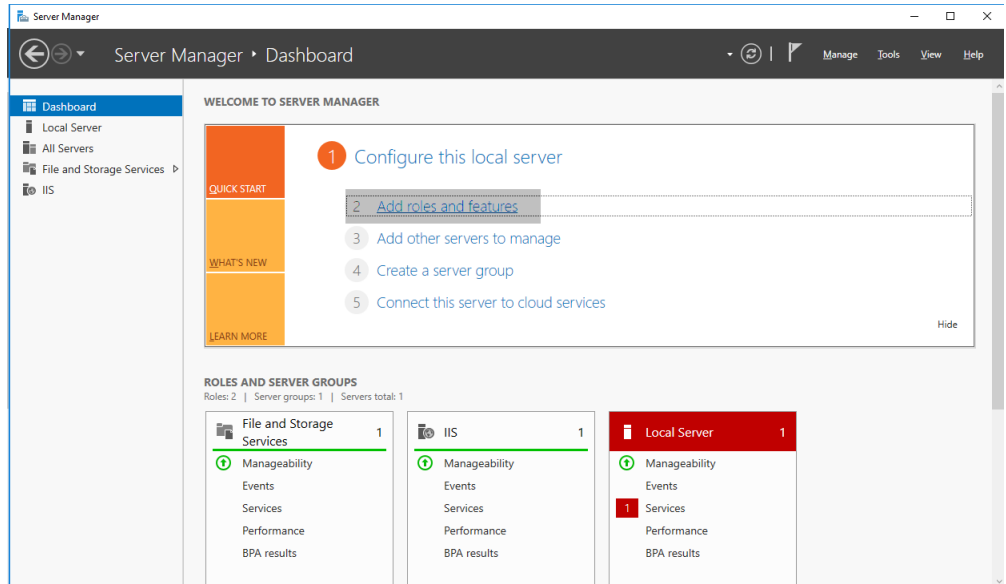 Server Manager
Server Manager • Dashboard
Manage Tools View Help
Dashboard
Local Server
All Servers
File and Storage Services
IIS
WELCOME TO SERVER MANAGER
QUICK START
WHAT'S NEW
LEARN MORE
1 Configure this local server
2 Add roles and features
3 Add other servers to manage
4 Create a server group
5 Connect this server to cloud services
Hide
ROLES AND SERVER GROUPS
Roles: 2 | Server groups: 1 | Servers total: 1
File and Storage
Services 1
Manageability
Events
Services
Performance
BPA results
IIS 1
Manageability
Events
Services
Performance
BPA results
Local Server 1
Manageability
Events
1 Services
Performance
BPA results